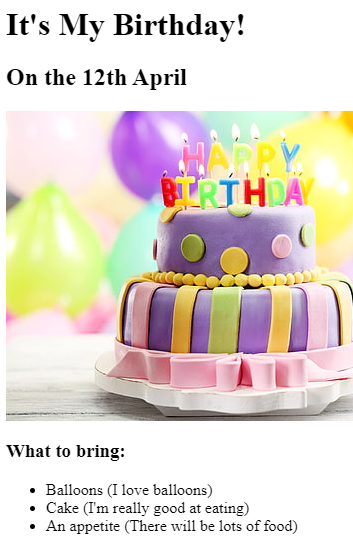 It's My Birthday!
On the 12th April
HAPPY
BIRTHDAY
What to bring:
Balloons (I love balloons)
Cake (I'm really good at eating)
An appetite (There will be lots of food)